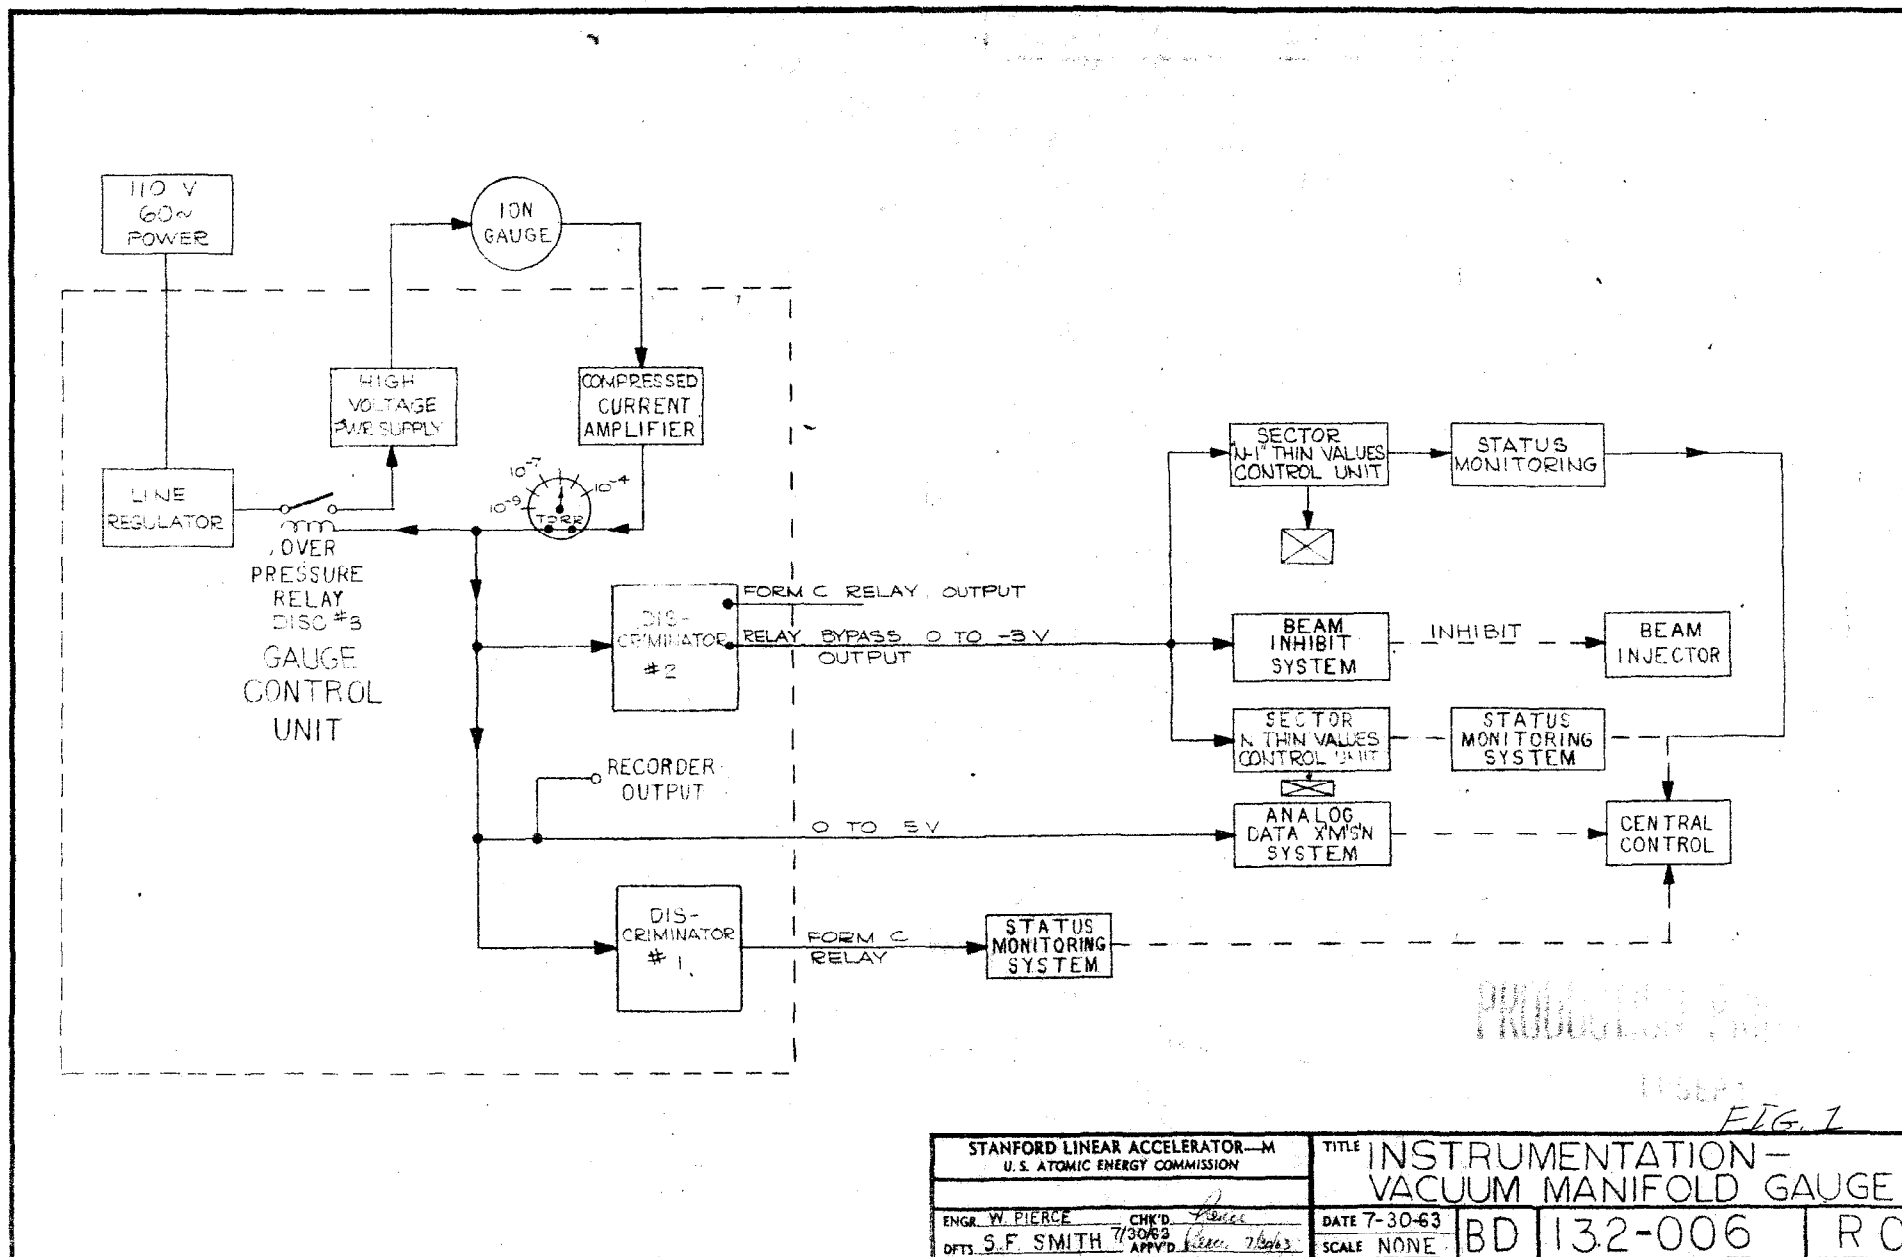 110 V
60~
POWER
ION
GAUGE
HIGH
VOLTAGE
PWR SUPPLY
COMPRESSED
CURRENT
AMPLIFIER
LINE
REGULATOR
10-9
10-7
10-4
TORR
OVER
PRESSURE
RELAY
DISC #3
GAUGE
CONTROL
UNIT
DIS-
CRIMINATOR
#2
FORM C RELAY OUTPUT
RELAY BYPASS 0 TO -3 V
OUTPUT
RECORDER
OUTPUT
0 TO 5 V
DIS-
CRIMINATOR
# 1
FORM C
RELAY
STATUS
MONITORING
SYSTEM
SECTOR
"N-1" THIN VALUES
CONTROL UNIT
STATUS
MONITORING
BEAM
INHIBIT
SYSTEM
INHIBIT
BEAM
INJECTOR
SECTOR
N THIN VALUES
CONTROL UNIT
STATUS
MONITORING
SYSTEM
ANALOG
DATA X'M'S'N
SYSTEM
CENTRAL
CONTROL
FIG. 1
STANFORD LINEAR ACCELERATOR—M
U.S. ATOMIC ENERGY COMMISSION
TITLE INSTRUMENTATION-
VACUUM MANIFOLD GAUGE
ENGR. W. PIERCE CHK'D. Pierce
DFTS. S.F. SMITH 7/30/63 APPV'D
DATE 7-30-63
SCALE NONE
BD 132-006 R0